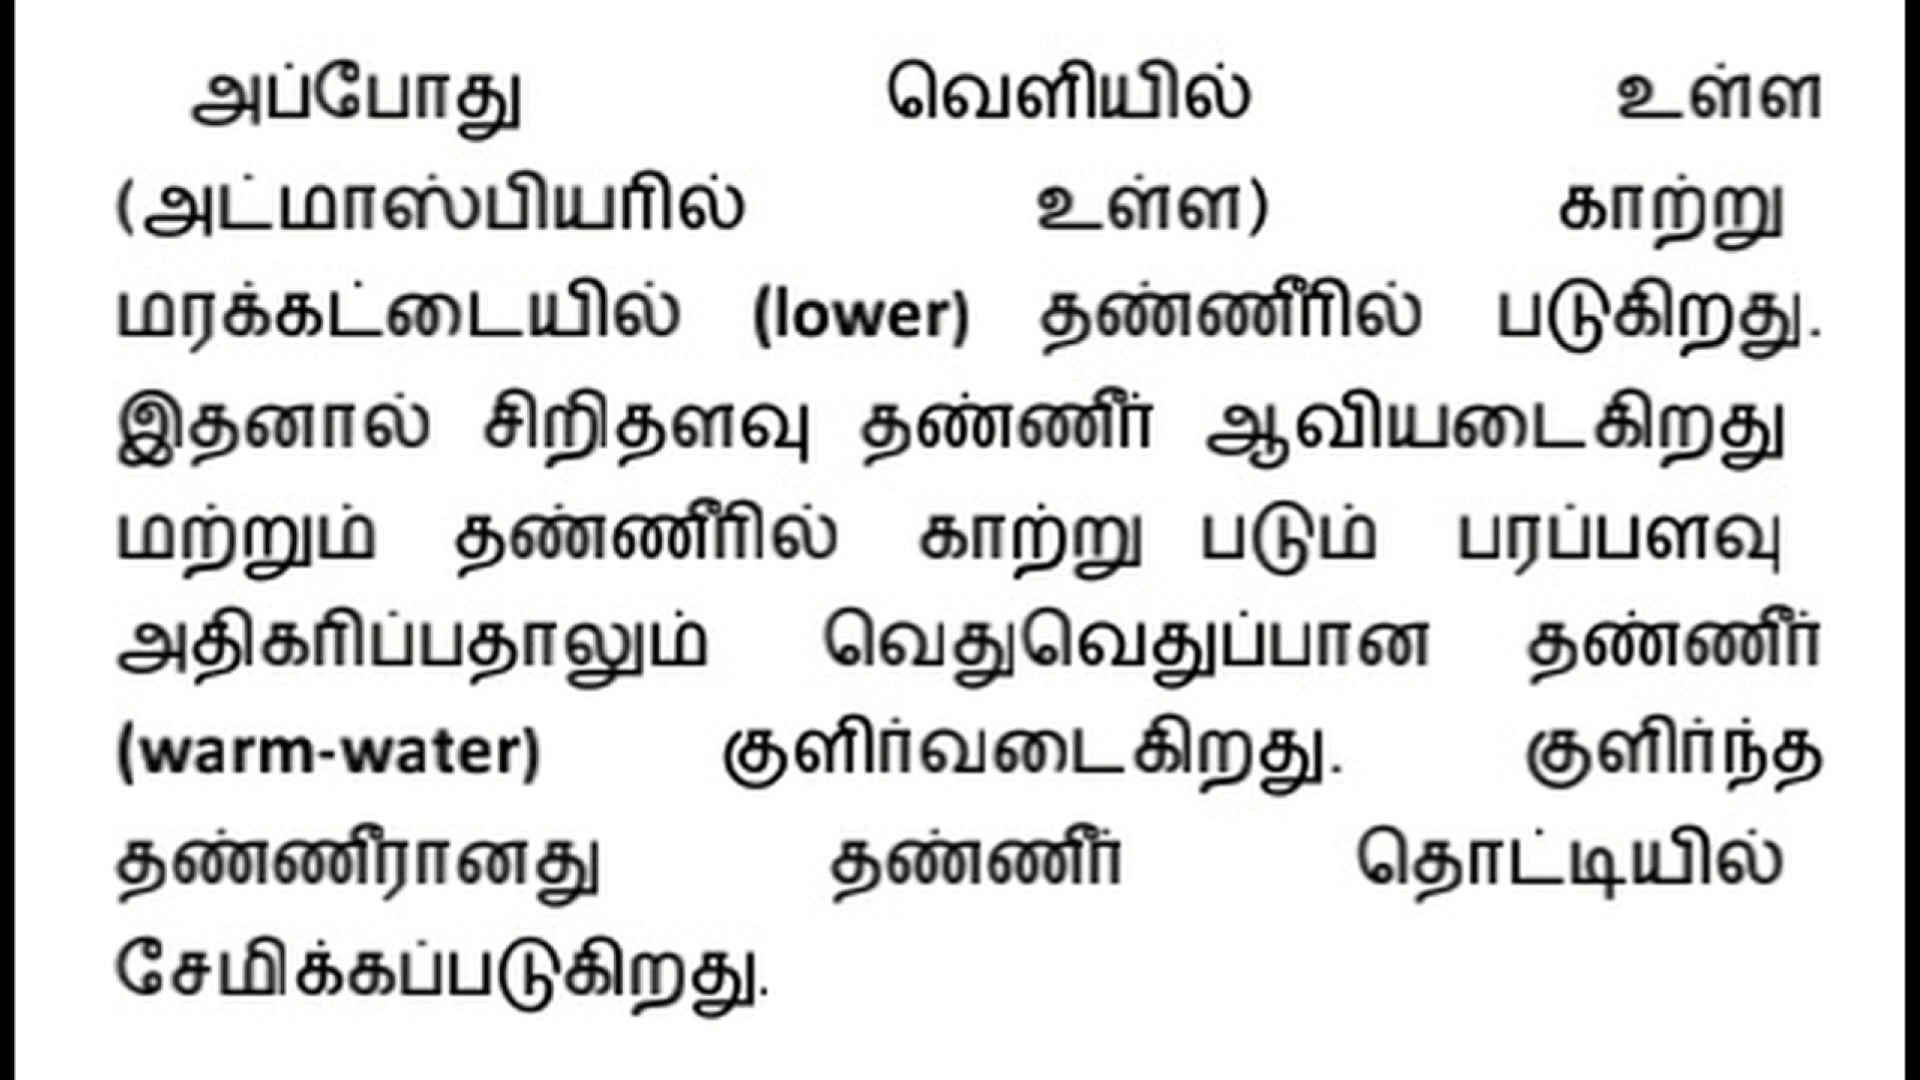 அப்போது வெளியில் உள்ள
(அட்மாஸ்பியரில் உள்ள) காற்று
மரக்கட்டையில் (lower) தண்ணீரில் படுகிறது.
இதனால் சிறிதளவு தண்ணீர் ஆவியடைகிறது
மற்றும் தண்ணீரில் காற்று படும் பரப்பளவு
அதிகரிப்பதாலும் வெதுவெதுப்பான தண்ணீர்
(warm-water) குளிர்வடைகிறது. குளிர்ந்த
தண்ணீரானது தண்ணீர் தொட்டியில்
சேமிக்கப்படுகிறது.